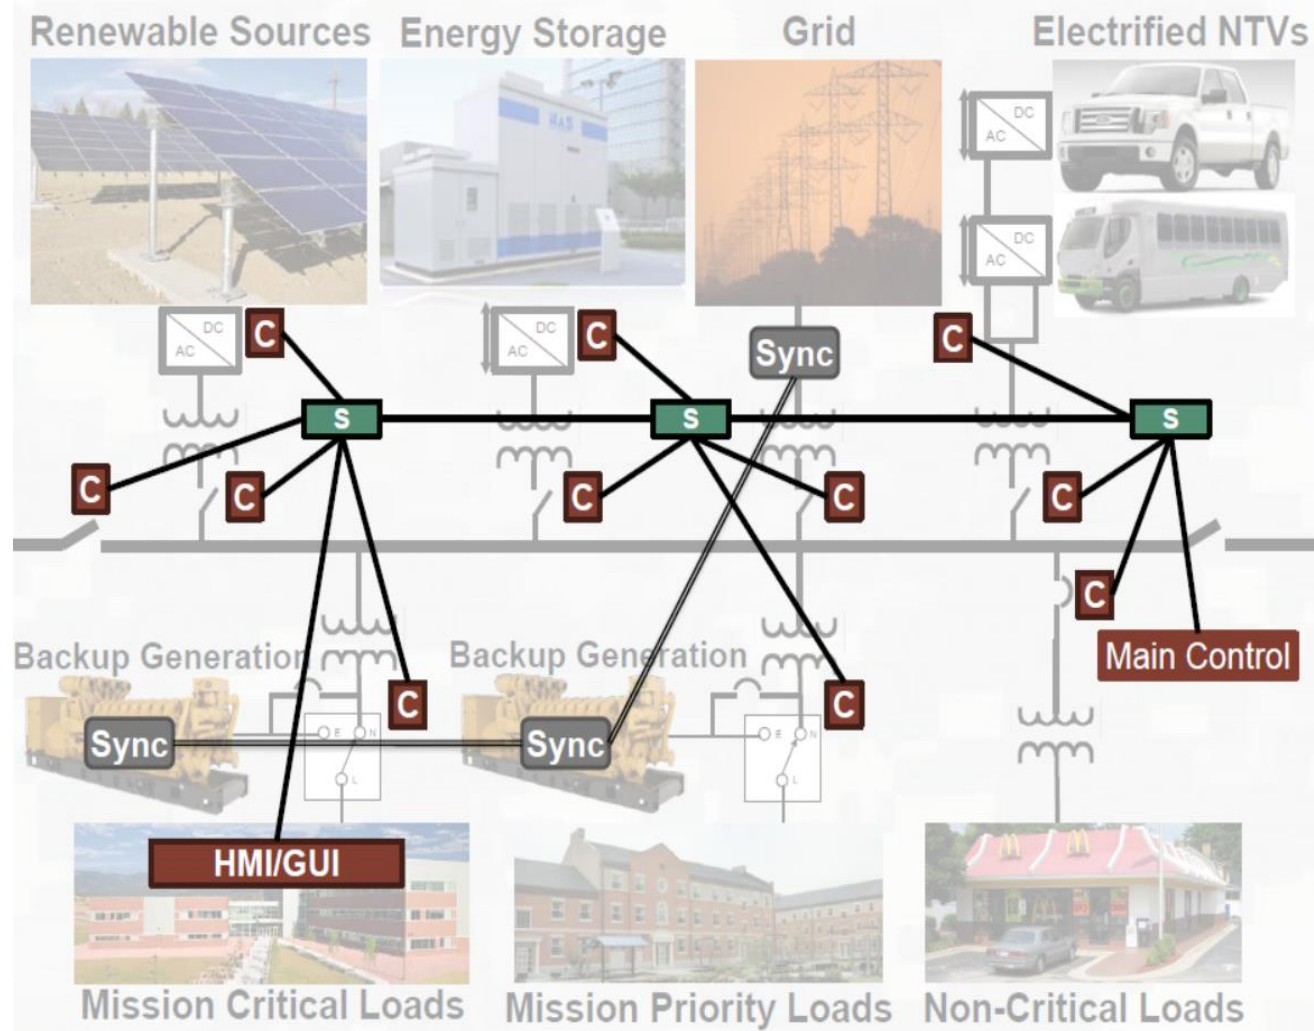 Renewable Sources
Energy Storage
Grid
Electrified NTVs
DC
AC
DC
AC
DC
AC
C
DC
AC
C
Sync
C
S
S
S
C
C
C
C
C
C
Backup Generation
Backup Generation
Main Control
C
C
Sync
E
N
L
Sync
E
N
L
HMI/GUI
Mission Critical Loads
Mission Priority Loads
Non-Critical Loads